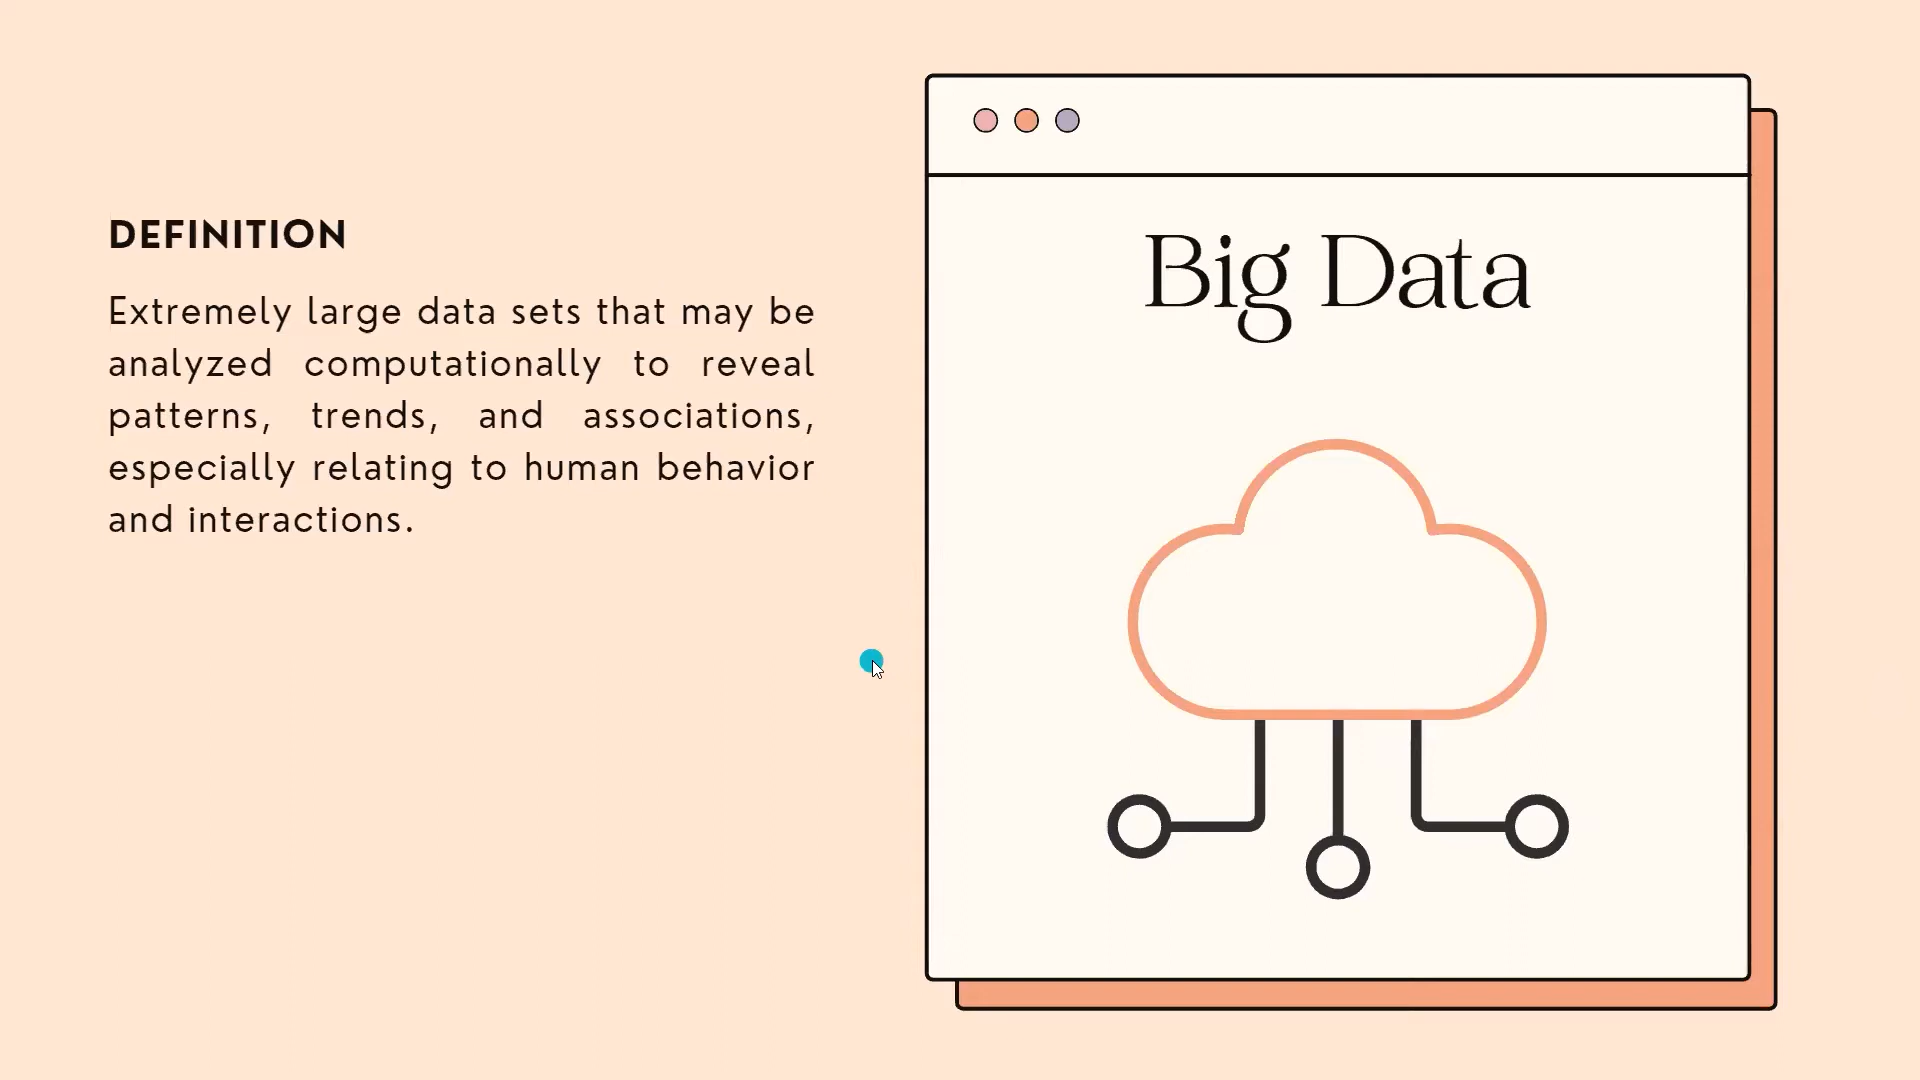 DEFINITION
Extremely large data sets that may be
analyzed computationally to reveal
patterns, trends, and associations,
especially relating to human behavior
and interactions.
Big Data